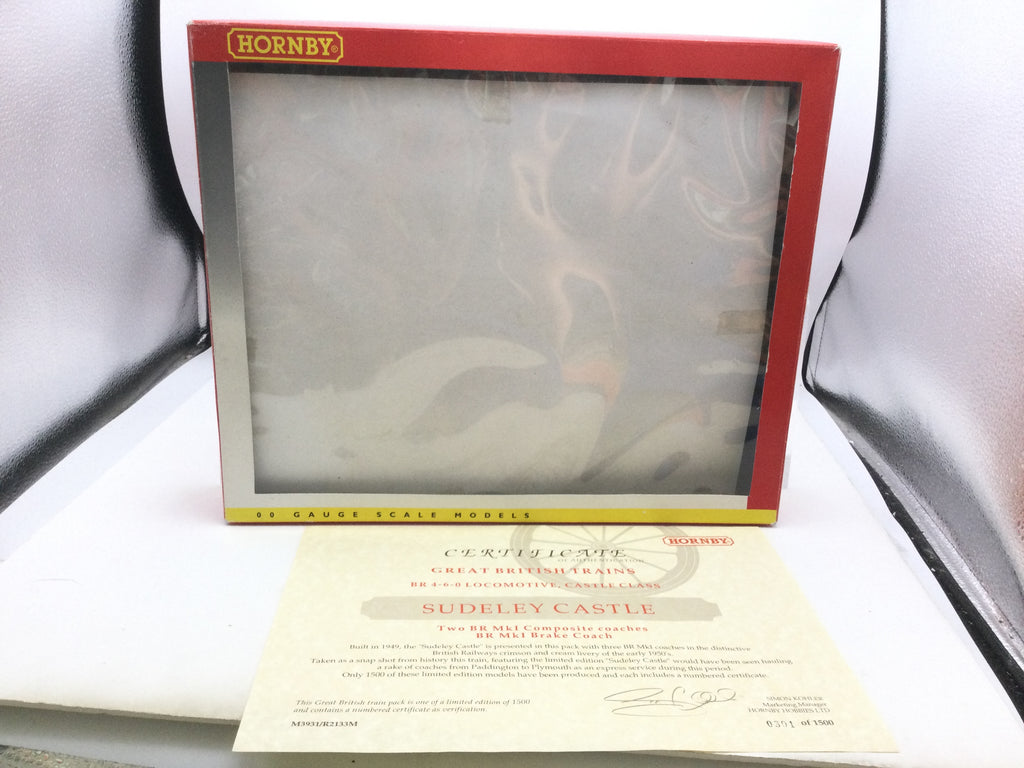 HORNBY®
00 GAUGE SCALE MODELS
HORNBY
CERTIFICATE
OF AUTHENTICATION
GREAT BRITISH TRAINS
BR 4-6-0 LOCOMOTIVE, CASTLE CLASS
SUDELEY CASTLE
Two BR Mk1 Composite coaches
BR Mk1 Brake Coach
Built in 1949, the "Sudeley Castle" is presented in this pack with three BR Mk1 coaches in the distinctive
British Railways crimson and cream livery of the early 1950's.
Taken as a snap shot from history this train, featuring the limited edition "Sudeley Castle" would have been seen hauling
a rake of coaches from Paddington to Plymouth as an express service during this period.
Only 1500 of these limited edition models have been produced and each includes a numbered certificate.
This Great British train pack is one of a limited edition of 1500
and contains a numbered certificate as verification.
M3931/R2133M
SIMON KOHLER
Marketing Manager
HORNBY HOBBIES LTD
0391 of 1500